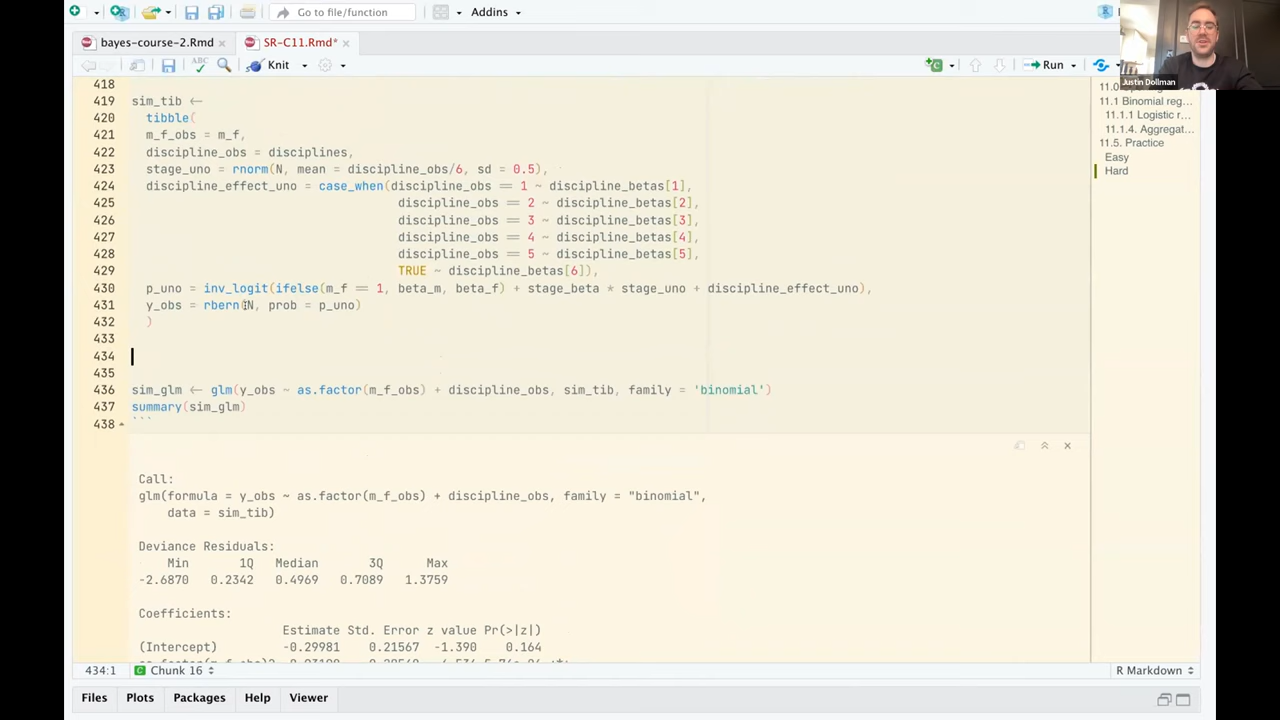 Go to file/function
Addins
bayes-course-2.Rmd
SR-C11.Rmd*
ABC
Knit
Run
Justin Dollman
418
419 sim_tib <-
420 tibble(
421 m_f_obs = m_f,
422 discipline_obs = disciplines,
423 stage_uno = rnorm(N, mean = discipline_obs/6, sd = 0.5),
424 discipline_effect_uno = case_when(discipline_obs == 1 ~ discipline_betas[1],
425 discipline_obs == 2 ~ discipline_betas[2],
426 discipline_obs == 3 ~ discipline_betas[3],
427 discipline_obs == 4 ~ discipline_betas[4],
428 discipline_obs == 5 ~ discipline_betas[5],
429 TRUE ~ discipline_betas[6]),
430 p_uno = inv_logit(ifelse(m_f == 1, beta_m, beta_f) + stage_beta * stage_uno + discipline_effect_uno),
431 y_obs = rbern(N, prob = p_uno)
432 )
433
434
435
436 sim_glm <- glm(y_obs ~ as.factor(m_f_obs) + discipline_obs, sim_tib, family = 'binomial')
437 summary(sim_glm)
438 ```
11.1 Binomial reg...
11.1.1 Logistic r...
11.1.4. Aggregat...
11.5. Practice
Easy
Hard
Call:
glm(formula = y_obs ~ as.factor(m_f_obs) + discipline_obs, family = "binomial",
data = sim_tib)
Deviance Residuals:
Min 1Q Median 3Q Max
-2.6870 0.2342 0.4969 0.7089 1.3759
Coefficients:
Estimate Std. Error z value Pr(>|z|)
(Intercept) -0.29981 0.21567 -1.390 0.164
434:1 Chunk 16 R Markdown
Files Plots Packages Help Viewer